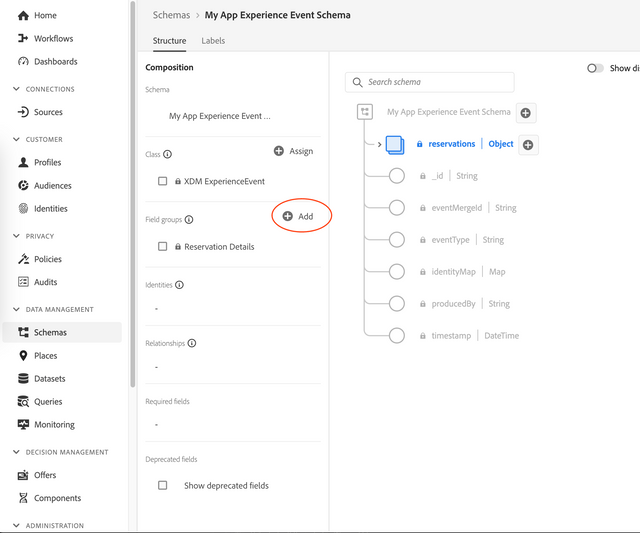 Home
Workflows
Dashboards
CONNECTIONS
Sources
CUSTOMER
Profiles
Audiences
Identities
PRIVACY
Policies
Audits
DATA MANAGEMENT
Schemas
Places
Datasets
Queries
Monitoring
DECISION MANAGEMENT
Offers
Components
ADMINISTRATION
Schemas > My App Experience Event Schema
Structure Labels
Composition
Schema
My App Experience Event ...
Class Assign
XDM ExperienceEvent
Field groups Add
Reservation Details
Identities
-
Relationships
-
Required fields
-
Deprecated fields
Show deprecated fields
Show di
Search schema
My App Experience Event Schema
reservations | Object
_id | String
eventMergeId | String
eventType | String
identityMap | Map
producedBy | String
timestamp | DateTime